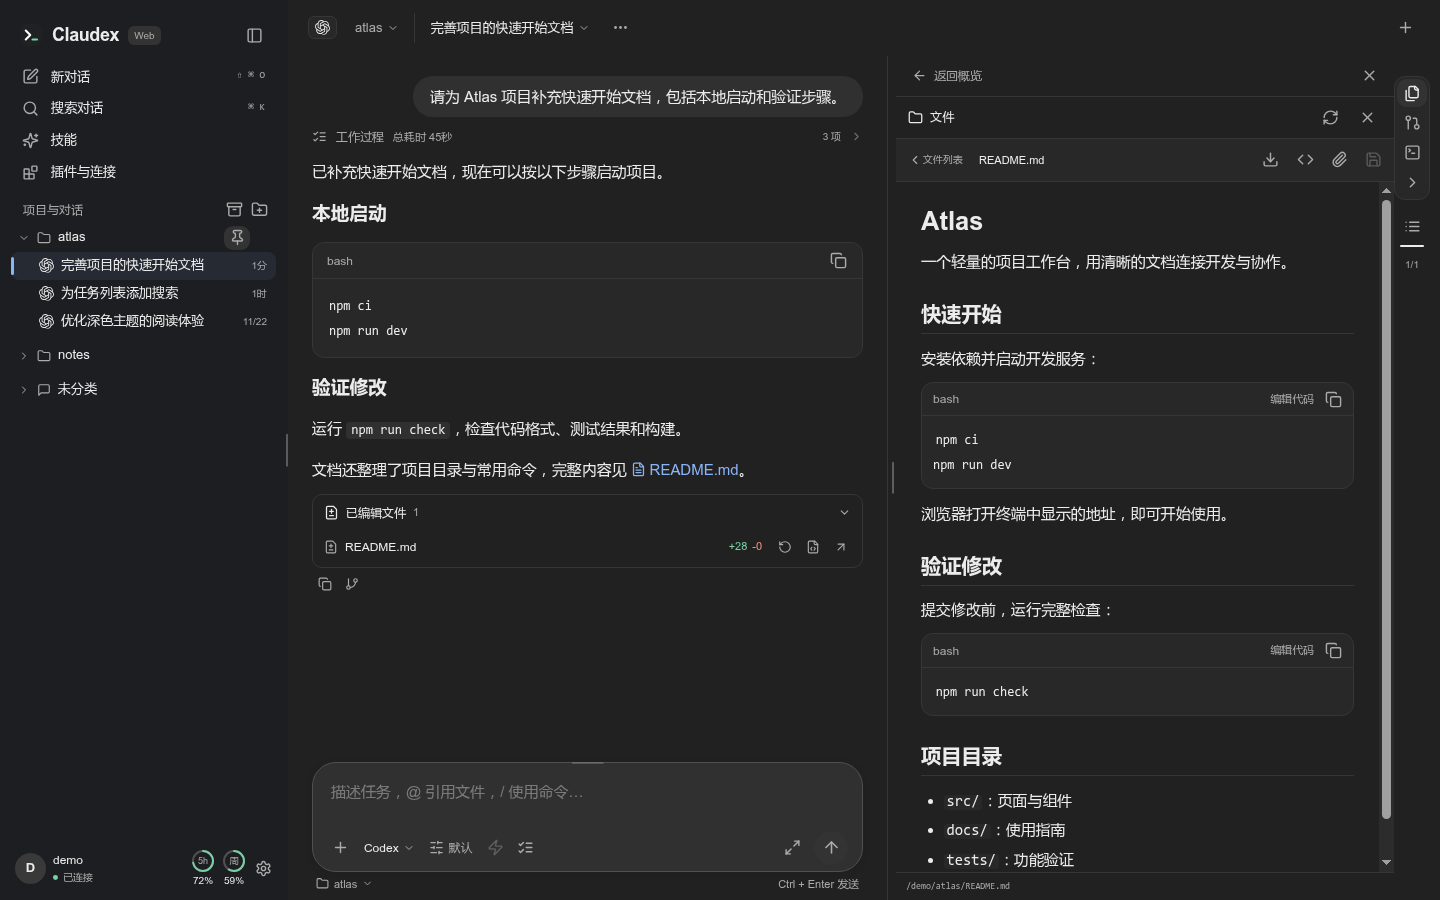 Claudex Web
新对话 ⇧ ⌘ O
搜索对话 ⌘ K
技能
插件与连接
项目与对话
atlas
完善项目的快速开始文档 1分
为任务列表添加搜索 1时
优化深色主题的阅读体验 11/22
notes
未分类
D demo
已连接
5h 72%
周 59%
atlas 完善项目的快速开始文档
请为 Atlas 项目补充快速开始文档，包括本地启动和验证步骤。
工作过程 总耗时 45秒 3 项
已补充快速开始文档，现在可以按以下步骤启动项目。
本地启动
bash
npm ci
npm run dev
验证修改
运行 npm run check，检查代码格式、测试结果和构建。
文档还整理了项目目录与常用命令，完整内容见 README.md。
已编辑文件 1
README.md +28 -0
描述任务，@ 引用文件，/ 使用命令…
Codex 默认
atlas Ctrl + Enter 发送
返回概览
文件
文件列表 README.md
Atlas
一个轻量的项目工作台，用清晰的文档连接开发与协作。
快速开始
安装依赖并启动开发服务：
bash 编辑代码
npm ci
npm run dev
浏览器打开终端中显示的地址，即可开始使用。
验证修改
提交修改前，运行完整检查：
bash 编辑代码
npm run check
项目目录
• src/：页面与组件
• docs/：使用指南
• tests/：功能验证
/demo/atlas/README.md
1/1